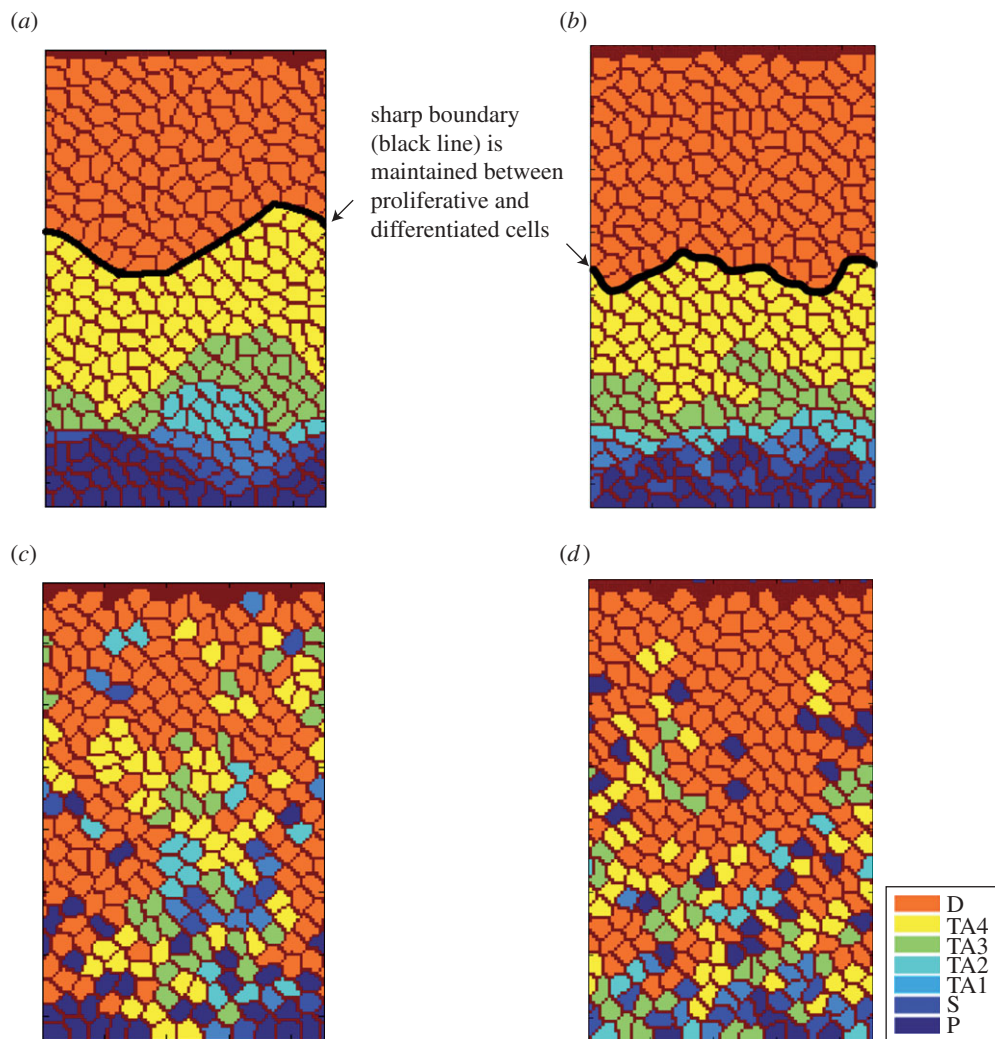 (a)
(b)
sharp boundary
(black line) is
maintained between
proliferative and
differentiated cells
(c)
(d)
D
TA4
TA3
TA2
TA1
S
P